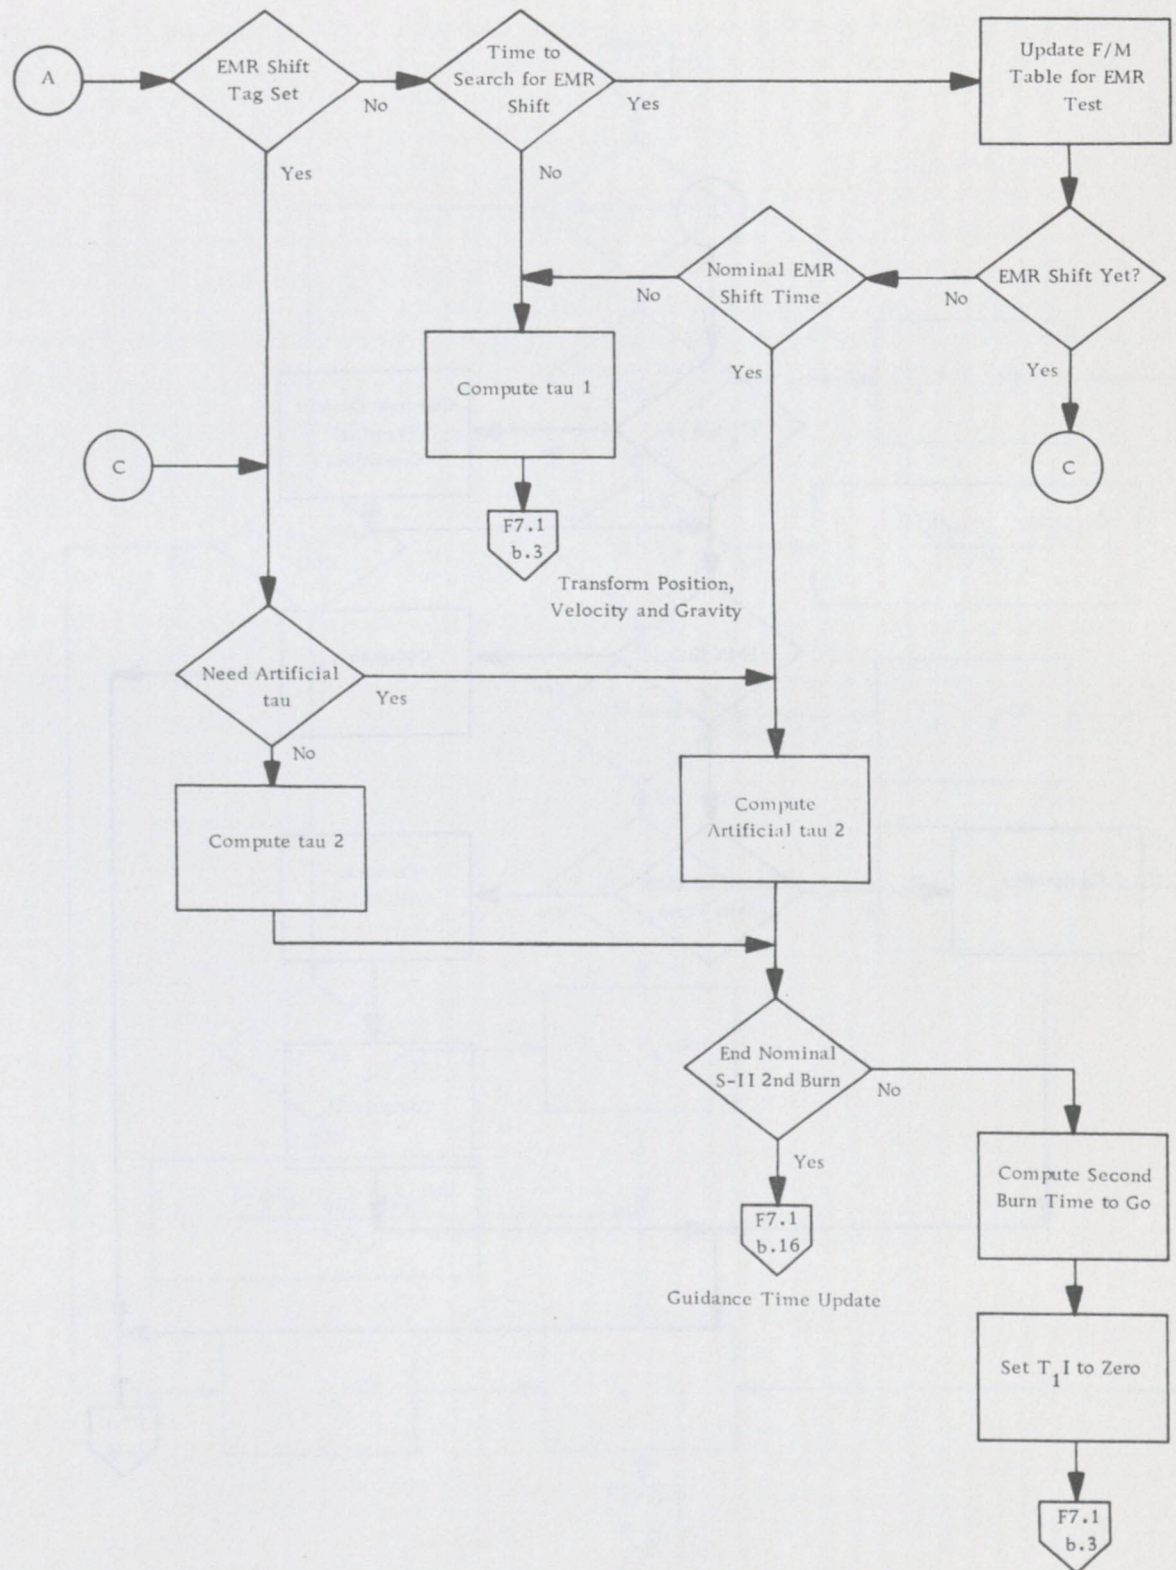 A
EMR Shift
Tag Set
No
Yes
Time to
Search for EMR
Shift
Yes
No
Update F/M
Table for EMR
Test
EMR Shift Yet?
No
Yes
C
Nominal EMR
Shift Time
No
Yes
Compute tau 1
F7.1
b.3
Transform Position,
Velocity and Gravity
C
Need Artificial
tau
Yes
No
Compute tau 2
Compute
Artificial tau 2
End Nominal
S-II 2nd Burn
No
Yes
F7.1
b.16
Guidance Time Update
Compute Second
Burn Time to Go
Set T1I to Zero
F7.1
b.3